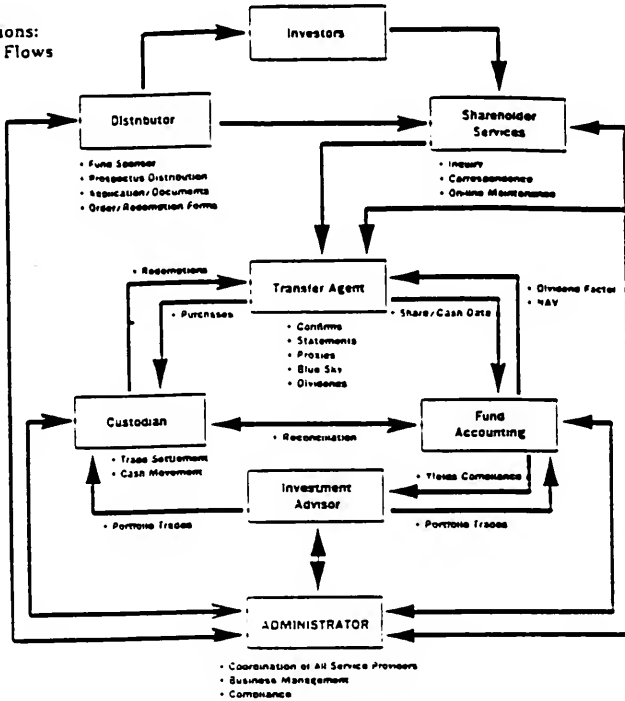 ions:
Flows
Investors
Distributor
Shareholder
Services
• Fund Sponsor
• Prospectus Distribution
• Application/Documents
• Order/Redemption Forms
• Inquiry
• Correspondence
• On-line Maintenance
• Redemptions
Transfer Agent
• Dividend Factor
• NAV
• Purchases
• Share/Cash Data
• Confirms
• Statements
• Proxies
• Blue Sky
• Dividends
Custodian
Fund
Accounting
• Reconciliation
• Trade Settlement
• Cash Movement
• Yields Compliance
Investment
Advisor
• Portfolio Trades
• Portfolio Trades
ADMINISTRATOR
• Coordination of All Service Providers
• Business Management
• Compliance